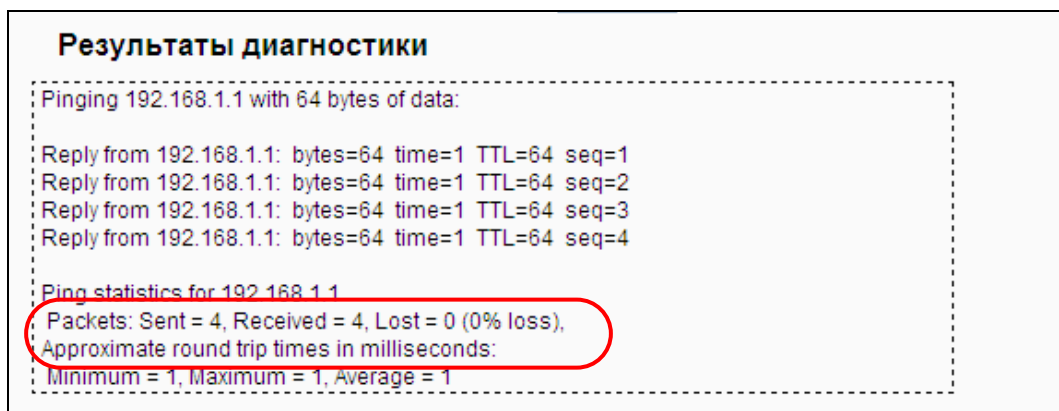 Результаты диагностики
Pinging 192.168.1.1 with 64 bytes of data:
Reply from 192.168.1.1: bytes=64 time=1 TTL=64 seq=1
Reply from 192.168.1.1: bytes=64 time=1 TTL=64 seq=2
Reply from 192.168.1.1: bytes=64 time=1 TTL=64 seq=3
Reply from 192.168.1.1: bytes=64 time=1 TTL=64 seq=4
Ping statistics for 192.168.1.1
Packets: Sent = 4, Received = 4, Lost = 0 (0% loss),
Approximate round trip times in milliseconds:
Minimum = 1, Maximum = 1, Average = 1